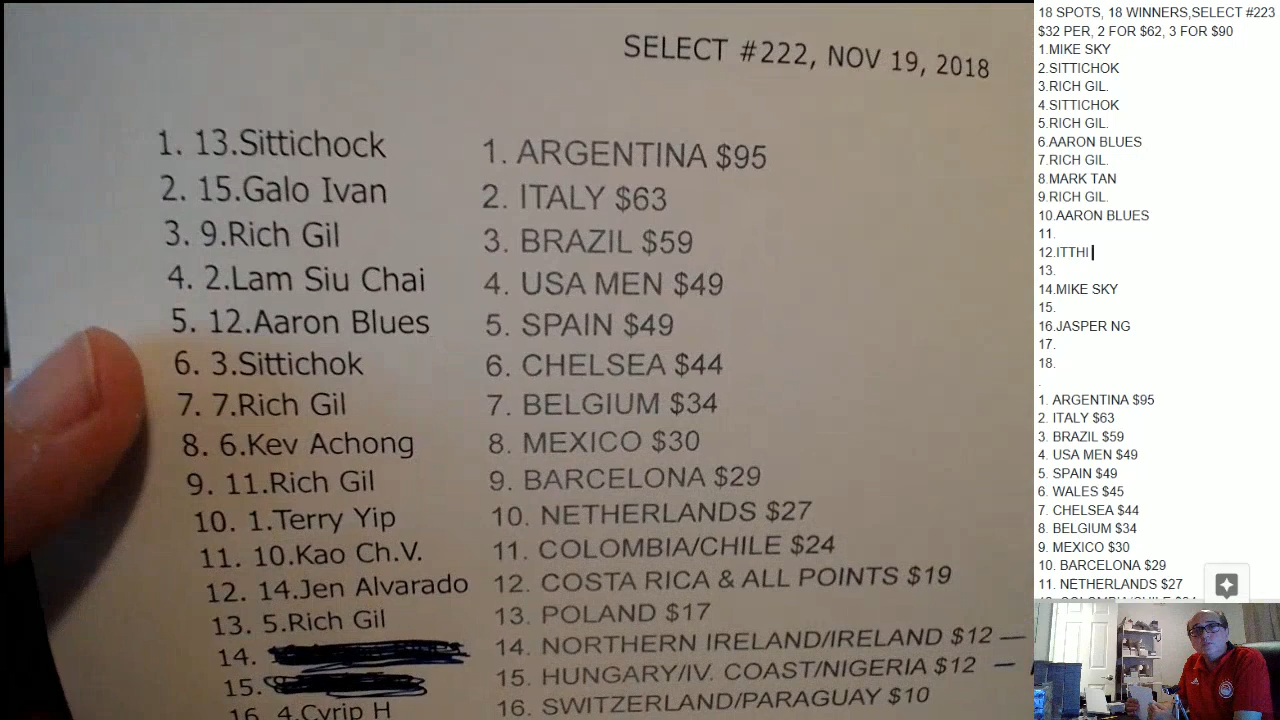 SELECT #222, NOV 19, 2018
1. 13.Sittichock 1. ARGENTINA $95
2. 15.Galo Ivan 2. ITALY $63
3. 9.Rich Gil 3. BRAZIL $59
4. 2.Lam Siu Chai 4. USA MEN $49
5. 12.Aaron Blues 5. SPAIN $49
6. 3.Sittichok 6. CHELSEA $44
7. 7.Rich Gil 7. BELGIUM $34
8. 6.Kev Achong 8. MEXICO $30
9. 11.Rich Gil 9. BARCELONA $29
10. 1.Terry Yip 10. NETHERLANDS $27
11. 10.Kao Ch.V. 11. COLOMBIA/CHILE $24
12. 14.Jen Alvarado 12. COSTA RICA & ALL POINTS $19
13. 5.Rich Gil 13. POLAND $17
14. 14. NORTHERN IRELAND/IRELAND $12 —
15. 15. HUNGARY/IV. COAST/NIGERIA $12 —
16. 4.Cyrip H 16. SWITZERLAND/PARAGUAY $10
18 SPOTS, 18 WINNERS,SELECT #223
$32 PER, 2 FOR $62, 3 FOR $90
1.MIKE SKY
2.SITTICHOK
3.RICH GIL.
4.SITTICHOK
5.RICH GIL.
6.AARON BLUES
7.RICH GIL.
8.MARK TAN
9.RICH GIL.
10.AARON BLUES
11.
12.ITTHI
13.
14.MIKE SKY
15.
16.JASPER NG
17.
18.
.
1. ARGENTINA $95
2. ITALY $63
3. BRAZIL $59
4. USA MEN $49
5. SPAIN $49
6. WALES $45
7. CHELSEA $44
8. BELGIUM $34
9. MEXICO $30
10. BARCELONA $29
11. NETHERLANDS $27